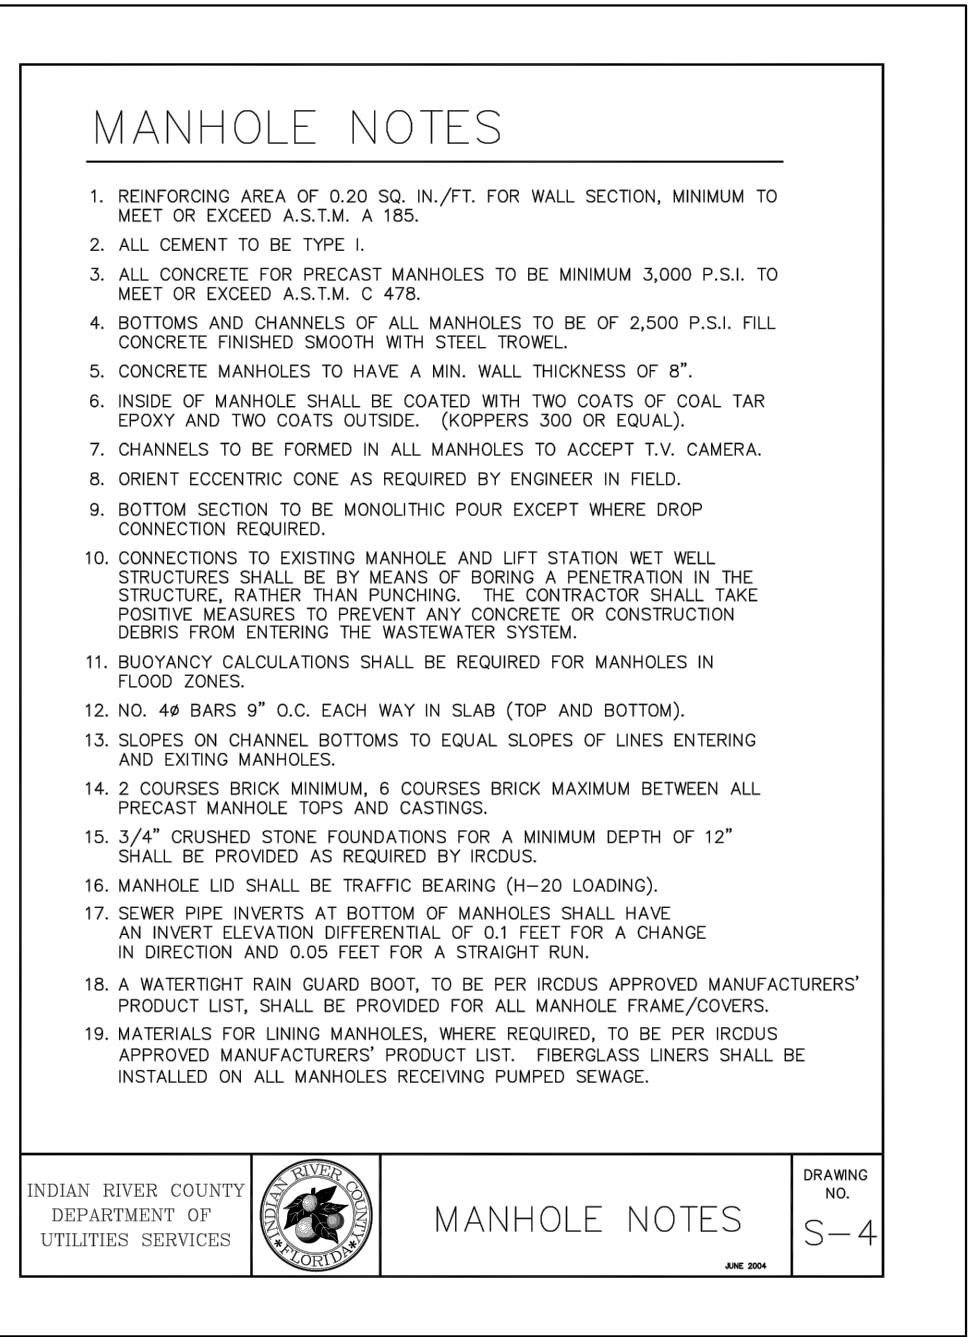 MANHOLE NOTES
1. REINFORCING AREA OF 0.20 SQ. IN./FT. FOR WALL SECTION, MINIMUM TO
MEET OR EXCEED A.S.T.M. A 185.
2. ALL CEMENT TO BE TYPE I.
3. ALL CONCRETE FOR PRECAST MANHOLES TO BE MINIMUM 3,000 P.S.I. TO
MEET OR EXCEED A.S.T.M. C 478.
4. BOTTOMS AND CHANNELS OF ALL MANHOLES TO BE OF 2,500 P.S.I. FILL
CONCRETE FINISHED SMOOTH WITH STEEL TROWEL.
5. CONCRETE MANHOLES TO HAVE A MIN. WALL THICKNESS OF 8”.
6. INSIDE OF MANHOLE SHALL BE COATED WITH TWO COATS OF COAL TAR
EPOXY AND TWO COATS OUTSIDE. (KOPPERS 300 OR EQUAL).
7. CHANNELS TO BE FORMED IN ALL MANHOLES TO ACCEPT T.V. CAMERA.
8. ORIENT ECCENTRIC CONE AS REQUIRED BY ENGINEER IN FIELD.
9. BOTTOM SECTION TO BE MONOLITHIC POUR EXCEPT WHERE DROP
CONNECTION REQUIRED.
10. CONNECTIONS TO EXISTING MANHOLE AND LIFT STATION WET WELL
STRUCTURES SHALL BE BY MEANS OF BORING A PENETRATION IN THE
STRUCTURE, RATHER THAN PUNCHING. THE CONTRACTOR SHALL TAKE
POSITIVE MEASURES TO PREVENT ANY CONCRETE OR CONSTRUCTION
DEBRIS FROM ENTERING THE WASTEWATER SYSTEM.
11. BUOYANCY CALCULATIONS SHALL BE REQUIRED FOR MANHOLES IN
FLOOD ZONES.
12. NO. 4Ø BARS 9” O.C. EACH WAY IN SLAB (TOP AND BOTTOM).
13. SLOPES ON CHANNEL BOTTOMS TO EQUAL SLOPES OF LINES ENTERING
AND EXITING MANHOLES.
14. 2 COURSES BRICK MINIMUM, 6 COURSES BRICK MAXIMUM BETWEEN ALL
PRECAST MANHOLE TOPS AND CASTINGS.
15. 3/4” CRUSHED STONE FOUNDATIONS FOR A MINIMUM DEPTH OF 12”
SHALL BE PROVIDED AS REQUIRED BY IRCDUS.
16. MANHOLE LID SHALL BE TRAFFIC BEARING (H-20 LOADING).
17. SEWER PIPE INVERTS AT BOTTOM OF MANHOLES SHALL HAVE
AN INVERT ELEVATION DIFFERENTIAL OF 0.1 FEET FOR A CHANGE
IN DIRECTION AND 0.05 FEET FOR A STRAIGHT RUN.
18. A WATERTIGHT RAIN GUARD BOOT, TO BE PER IRCDUS APPROVED MANUFACTURERS’
PRODUCT LIST, SHALL BE PROVIDED FOR ALL MANHOLE FRAME/COVERS.
19. MATERIALS FOR LINING MANHOLES, WHERE REQUIRED, TO BE PER IRCDUS
APPROVED MANUFACTURERS’ PRODUCT LIST. FIBERGLASS LINERS SHALL BE
INSTALLED ON ALL MANHOLES RECEIVING PUMPED SEWAGE.
INDIAN RIVER COUNTY
DEPARTMENT OF
UTILITIES SERVICES
INDIAN RIVER COUNTY
* FLORIDA *
MANHOLE NOTES
JUNE 2004
DRAWING
NO.
S-4